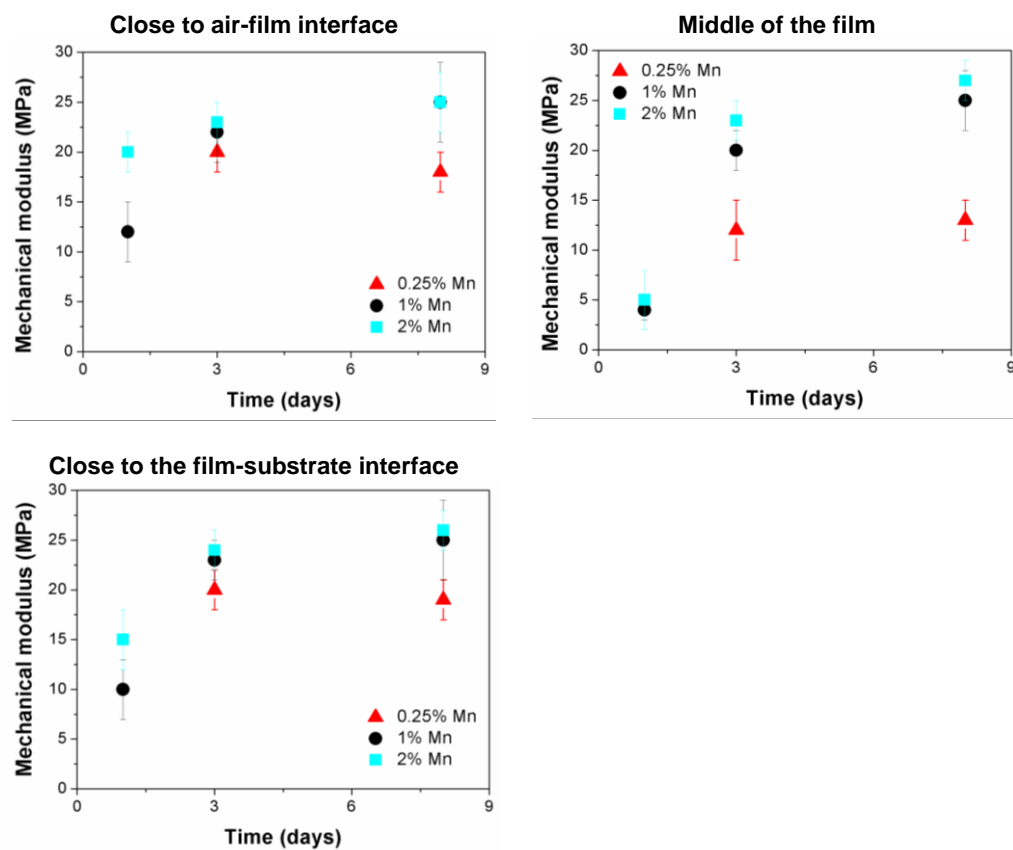 Close to air-film interface
Mechanical modulus (MPa)
30
25
20
15
10
5
0
0 3 6 9
Time (days)
0.25% Mn
1% Mn
2% Mn
Middle of the film
Mechanical modulus (MPa)
30
25
20
15
10
5
0
0 3 6 9
Time (days)
0.25% Mn
1% Mn
2% Mn
Close to the film-substrate interface
Mechanical modulus (MPa)
30
25
20
15
10
5
0
0 3 6 9
Time (days)
0.25% Mn
1% Mn
2% Mn